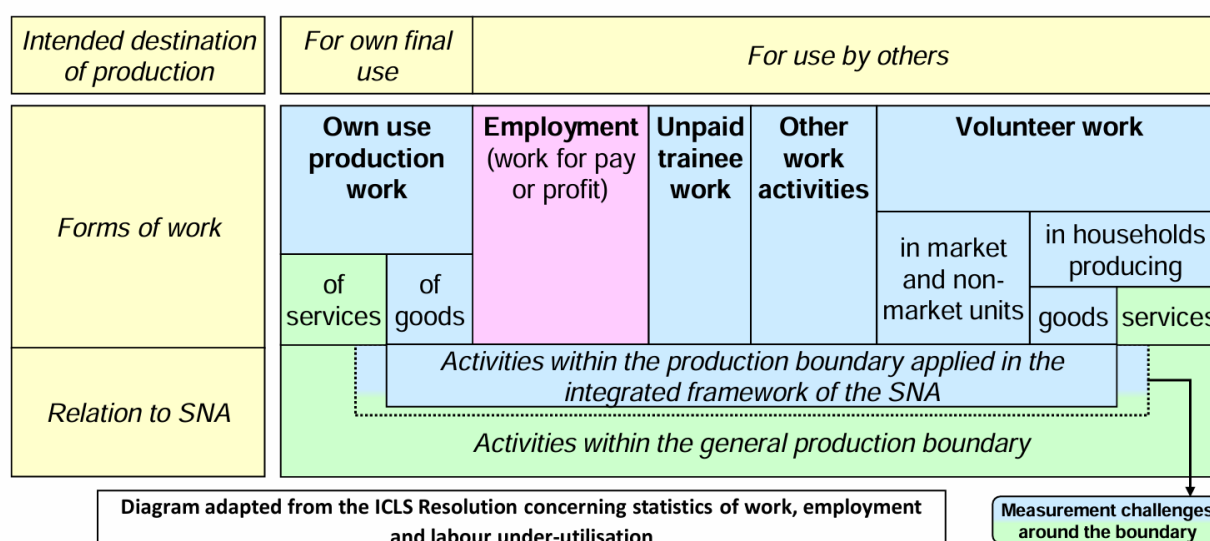 Intended destination
of production
For own final
use
For use by others
Forms of work
Own use
production
work
Employment
(work for pay
or profit)
Unpaid
trainee
work
Other
work
activities
Volunteer work
of
services
of
goods
in market
and non-
market units
in households
producing
goods
services
Relation to SNA
Activities within the production boundary applied in the
integrated framework of the SNA
Activities within the general production boundary
Diagram adapted from the ICLS Resolution concerning statistics of work, employment
and labour under-utilisation
Measurement challenges
around the boundary